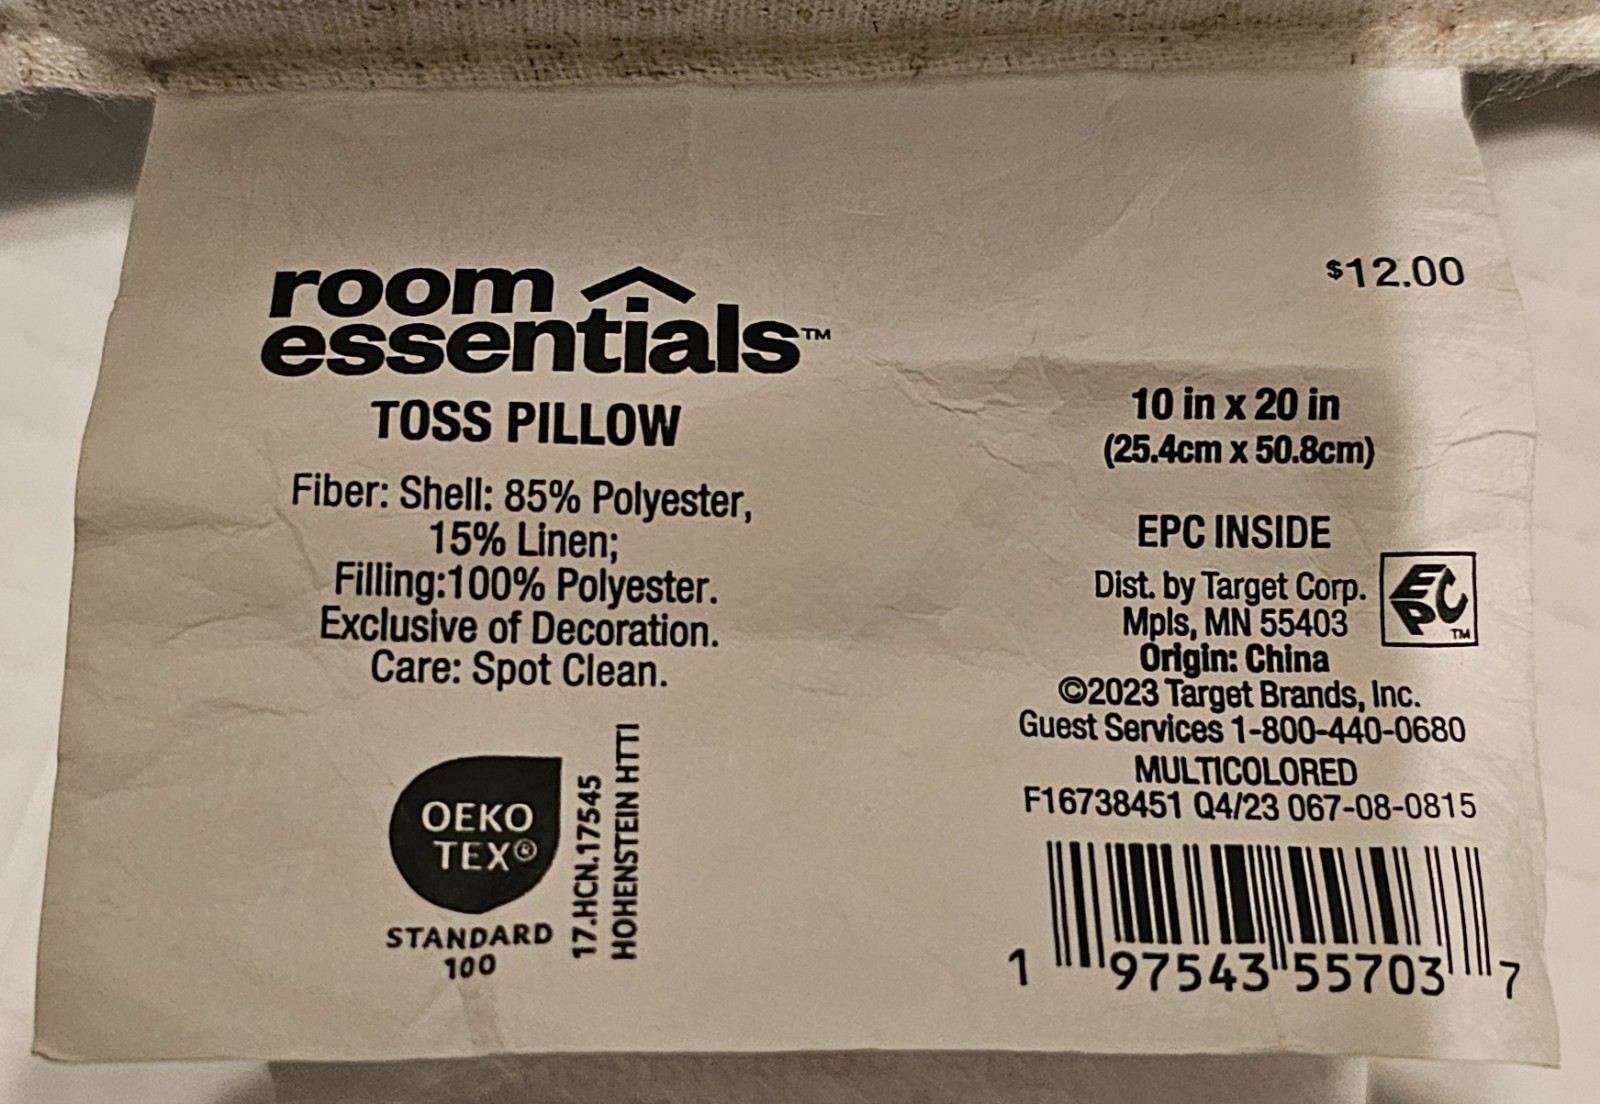 room
essentials™
TOSS PILLOW
Fiber: Shell: 85% Polyester,
15% Linen;
Filling:100% Polyester.
Exclusive of Decoration.
Care: Spot Clean.
OEKO
TEX®
STANDARD
100
17.HCN.17545
HOHENSTEIN HTTI
$12.00
10 in x 20 in
(25.4cm x 50.8cm)
EPC INSIDE
Dist. by Target Corp.
Mpls, MN 55403
Origin: China
©2023 Target Brands, Inc.
Guest Services 1-800-440-0680
EPC™
MULTICOLORED
F16738451 Q4/23 067-08-0815
1 97543 55703 7